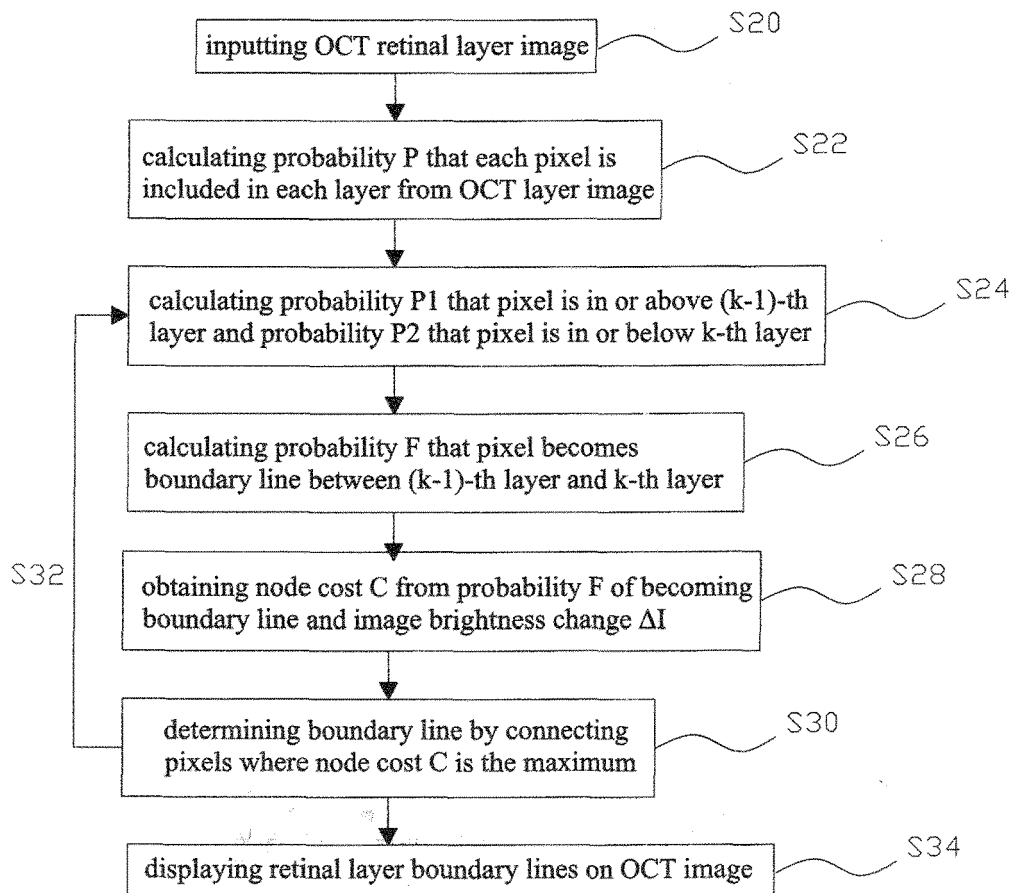 S20
inputting OCT retinal layer image
S22
calculating probability P that each pixel is
included in each layer from OCT layer image
S24
calculating probability P1 that pixel is in or above (k-1)-th
layer and probability P2 that pixel is in or below k-th layer
S26
calculating probability F that pixel becomes
boundary line between (k-1)-th layer and k-th layer
S32
S28
obtaining node cost C from probability F of becoming
boundary line and image brightness change ΔI
S30
determining boundary line by connecting
pixels where node cost C is the maximum
S34
displaying retinal layer boundary lines on OCT image